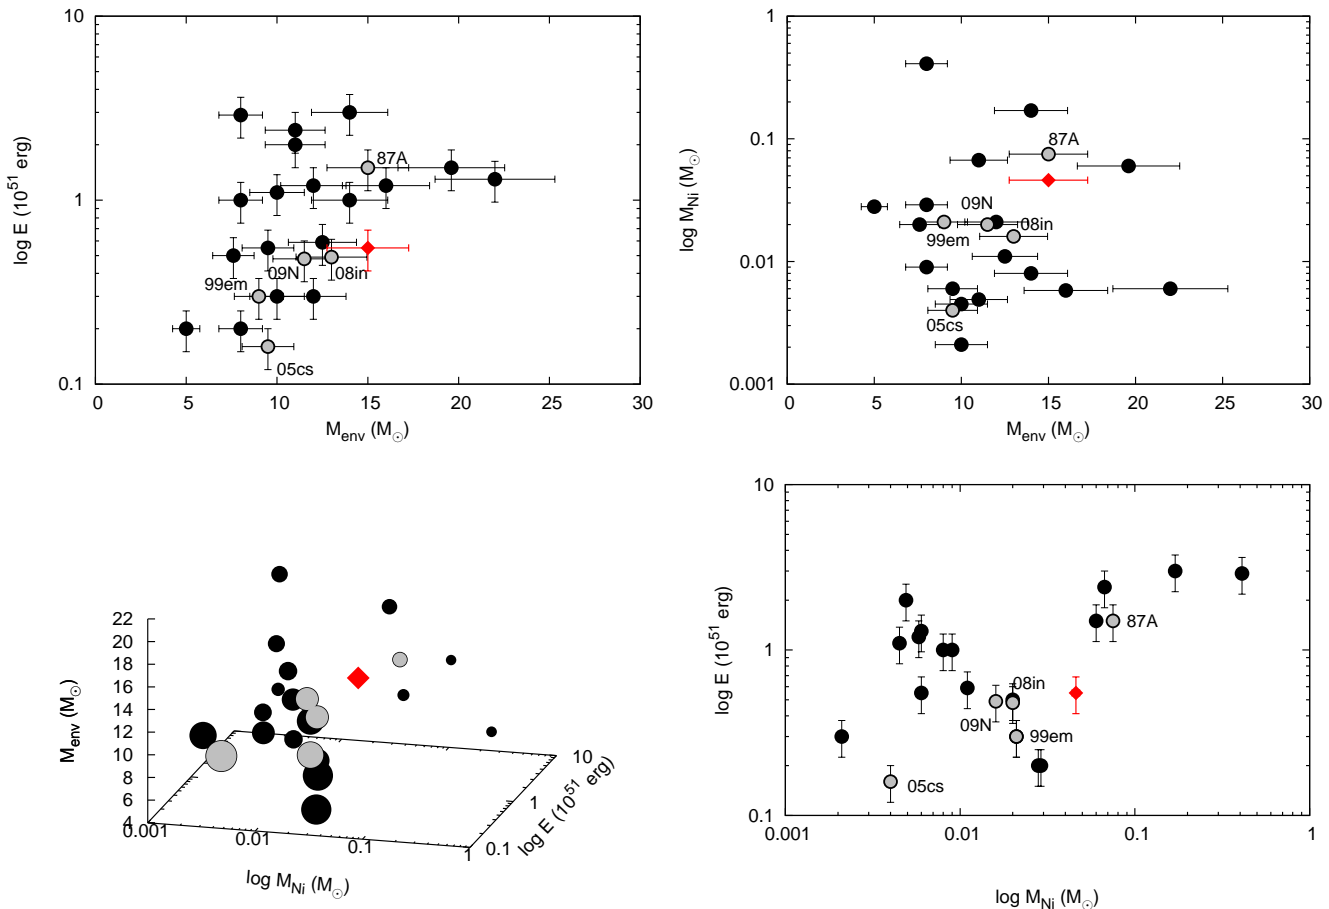 10
1
0.1
log E (10^51 erg)
87A
09N
08in
99em
05cs
0 5 10 15 20 25 30
M_env (M_☉)
1
0.1
0.01
0.001
log M_Ni (M_☉)
87A
09N
08in
99em
05cs
0 5 10 15 20 25 30
M_env (M_☉)
22
20
18
16
14
12
10
8
6
4
M_env (M_☉)
0.001
0.01
0.1
1
log M_Ni (M_☉)
0.1
1
10
log E (10^51 erg)
10
1
0.1
log E (10^51 erg)
87A
08in
09N
99em
05cs
0.001 0.01 0.1 1
log M_Ni (M_☉)